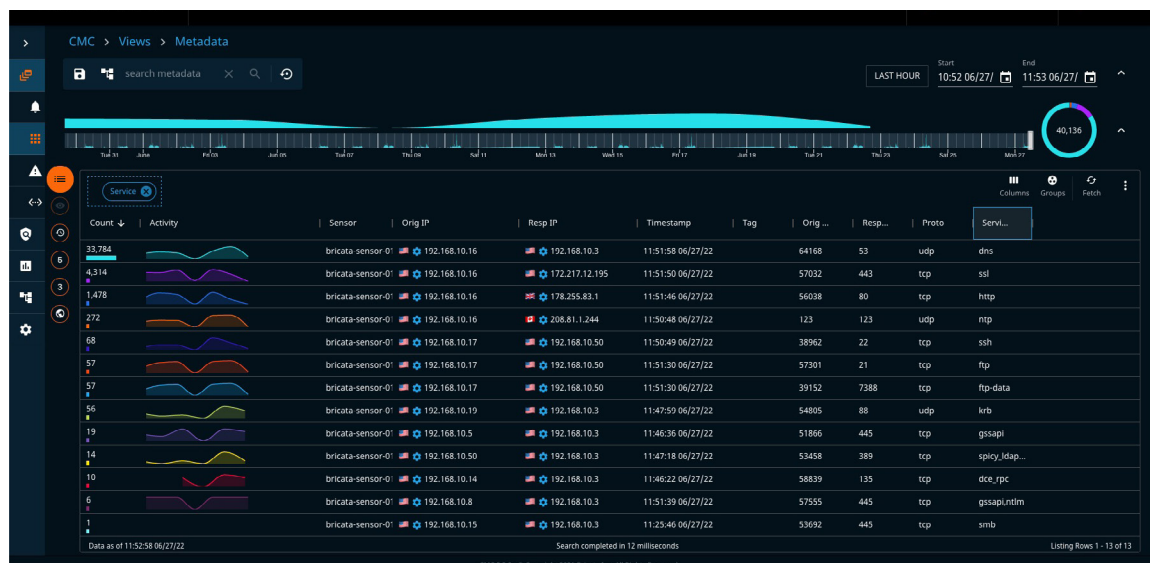 CMC > Views > Metadata
search metadata
LAST HOUR
Start
10:52 06/27/
End
11:53 06/27/
40,136
Tue 31 June Fri 03 Jun 05 Tue 07 Thu 09 Sat 11 Mon 13 Wed 15 Fri 17 Jun 19 Tue 21 Thu 23 Sat 25 Mon 27
Service
Columns Groups Fetch
Count Activity Sensor Orig IP Resp IP Timestamp Tag Orig ... Resp... Proto Servi...
33,784 bricata-sensor-01 192.168.10.16 192.168.10.3 11:51:58 06/27/22 64168 53 udp dns
4,314 bricata-sensor-01 192.168.10.16 172.217.12.195 11:51:50 06/27/22 57032 443 tcp ssl
1,478 bricata-sensor-01 192.168.10.16 178.255.83.1 11:51:46 06/27/22 56038 80 tcp http
272 bricata-sensor-01 192.168.10.16 208.81.1.244 11:50:48 06/27/22 123 123 udp ntp
68 bricata-sensor-01 192.168.10.17 192.168.10.50 11:50:49 06/27/22 38962 22 tcp ssh
57 bricata-sensor-01 192.168.10.17 192.168.10.50 11:51:30 06/27/22 57301 21 tcp ftp
57 bricata-sensor-01 192.168.10.17 192.168.10.50 11:51:30 06/27/22 39152 7388 tcp ftp-data
56 bricata-sensor-01 192.168.10.19 192.168.10.3 11:47:59 06/27/22 54805 88 udp krb
19 bricata-sensor-01 192.168.10.5 192.168.10.3 11:46:36 06/27/22 51866 445 tcp gssapi
14 bricata-sensor-01 192.168.10.50 192.168.10.3 11:47:18 06/27/22 53458 389 tcp spicy_ldap...
10 bricata-sensor-01 192.168.10.14 192.168.10.3 11:46:22 06/27/22 58839 135 tcp dce_rpc
6 bricata-sensor-01 192.168.10.8 192.168.10.3 11:51:39 06/27/22 57555 445 tcp gssapi,ntlm
1 bricata-sensor-01 192.168.10.15 192.168.10.3 11:25:46 06/27/22 53692 445 tcp smb
5
3
Data as of 11:52:58 06/27/22 Search completed in 12 milliseconds Listing Rows 1 - 13 of 13